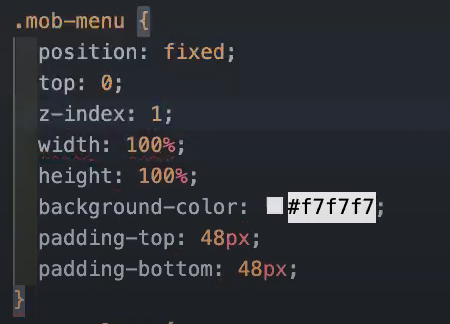 .mob-menu {
position: fixed;
top: 0;
z-index: 1;
width: 100%;
height: 100%;
background-color: #f7f7f7;
padding-top: 48px;
padding-bottom: 48px;
}